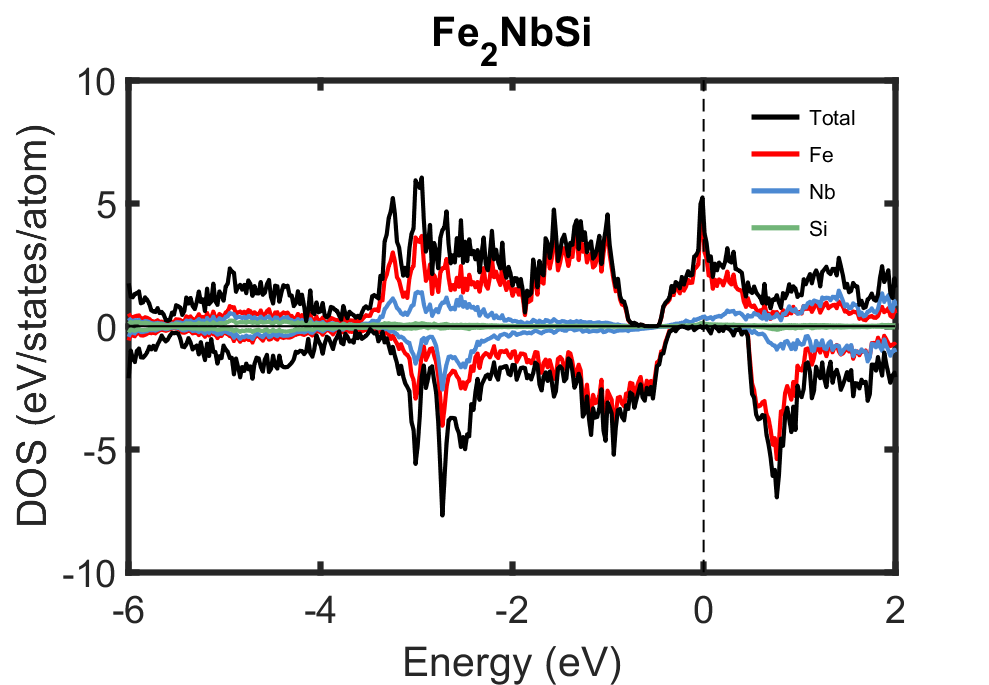 Fe2NbSi
10
5
0
0
-5
-10
DOS (eV/states/atom)
Total
Fe
Nb
Si
-6
-4
-2
0
2
Energy (eV)